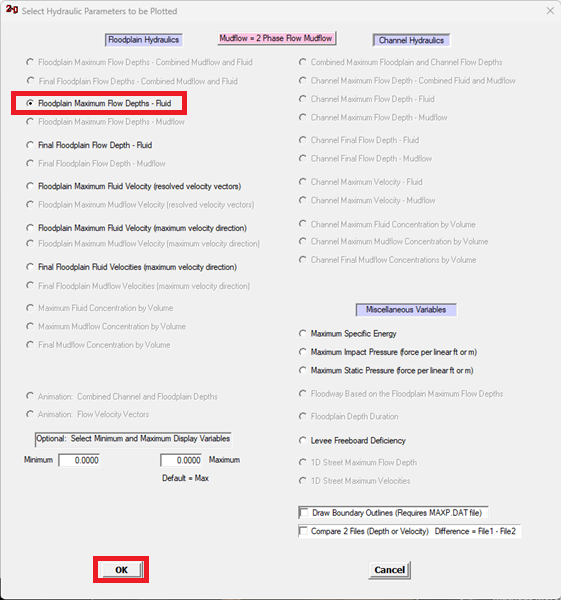 Select Hydraulic Parameters to be Plotted
Floodplain Hydraulics
Mudflow = 2 Phase Flow Mudflow
Channel Hydraulics
Floodplain Maximum Flow Depths - Combined Mudflow and Fluid
Final Floodplain Flow Depths - Combined Mudflow and Fluid
Floodplain Maximum Flow Depths - Fluid
Floodplain Maximum Flow Depths - Mudflow
Final Floodplain Flow Depth - Fluid
Final Floodplain Flow Depth - Mudflow
Floodplain Maximum Fluid Velocity (resolved velocity vectors)
Floodplain Maximum Mudflow Velocity (resolved velocity vectors)
Floodplain Maximum Fluid Velocity (maximum velocity direction)
Floodplain Maximum Mudflow Velocity (maximum velocity direction)
Final Floodplain Fluid Velocities (maximum velocity direction)
Final Floodplain Mudflow Velocities (maximum velocity direction)
Maximum Fluid Concentration by Volume
Maximum Mudflow Concentration by Volume
Final Mudflow Concentration by Volume
Animation: Combined Channel and Floodplain Depths
Animation: Flow Velocity Vectors
Optional: Select Minimum and Maximum Display Variables
Minimum 0.0000 0.0000 Maximum
Default = Max
Combined Maximum Floodplain and Channel Flow Depths
Channel Maximum Flow Depth - Combined Fluid and Mudflow
Channel Maximum Flow Depth - Fluid
Channel Maximum Flow Depth - Mudflow
Channel Final Flow Depth - Fluid
Channel Final Flow Depth - Mudflow
Channel Maximum Velocity - Fluid
Channel Maximum Velocity - Mudflow
Channel Maximum Fluid Concentration by Volume
Channel Maximum Mudflow Concentration by Volume
Channel Final Mudflow Concentrations by Volume
Miscellaneous Variables
Maximum Specific Energy
Maximum Impact Pressure (force per linear ft or m)
Maximum Static Pressure (force per linear ft or m)
Floodway Based on the Floodplain Maximum Flow Depths
Floodplain Depth Duration
Levee Freeboard Deficiency
1D Street Maximum Flow Depth
1D Street Maximum Velocities
Draw Boundary Outlines (Requires MAXP.DAT file)
Compare 2 Files (Depth or Velocity) Difference = File1 - File2
OK
Cancel